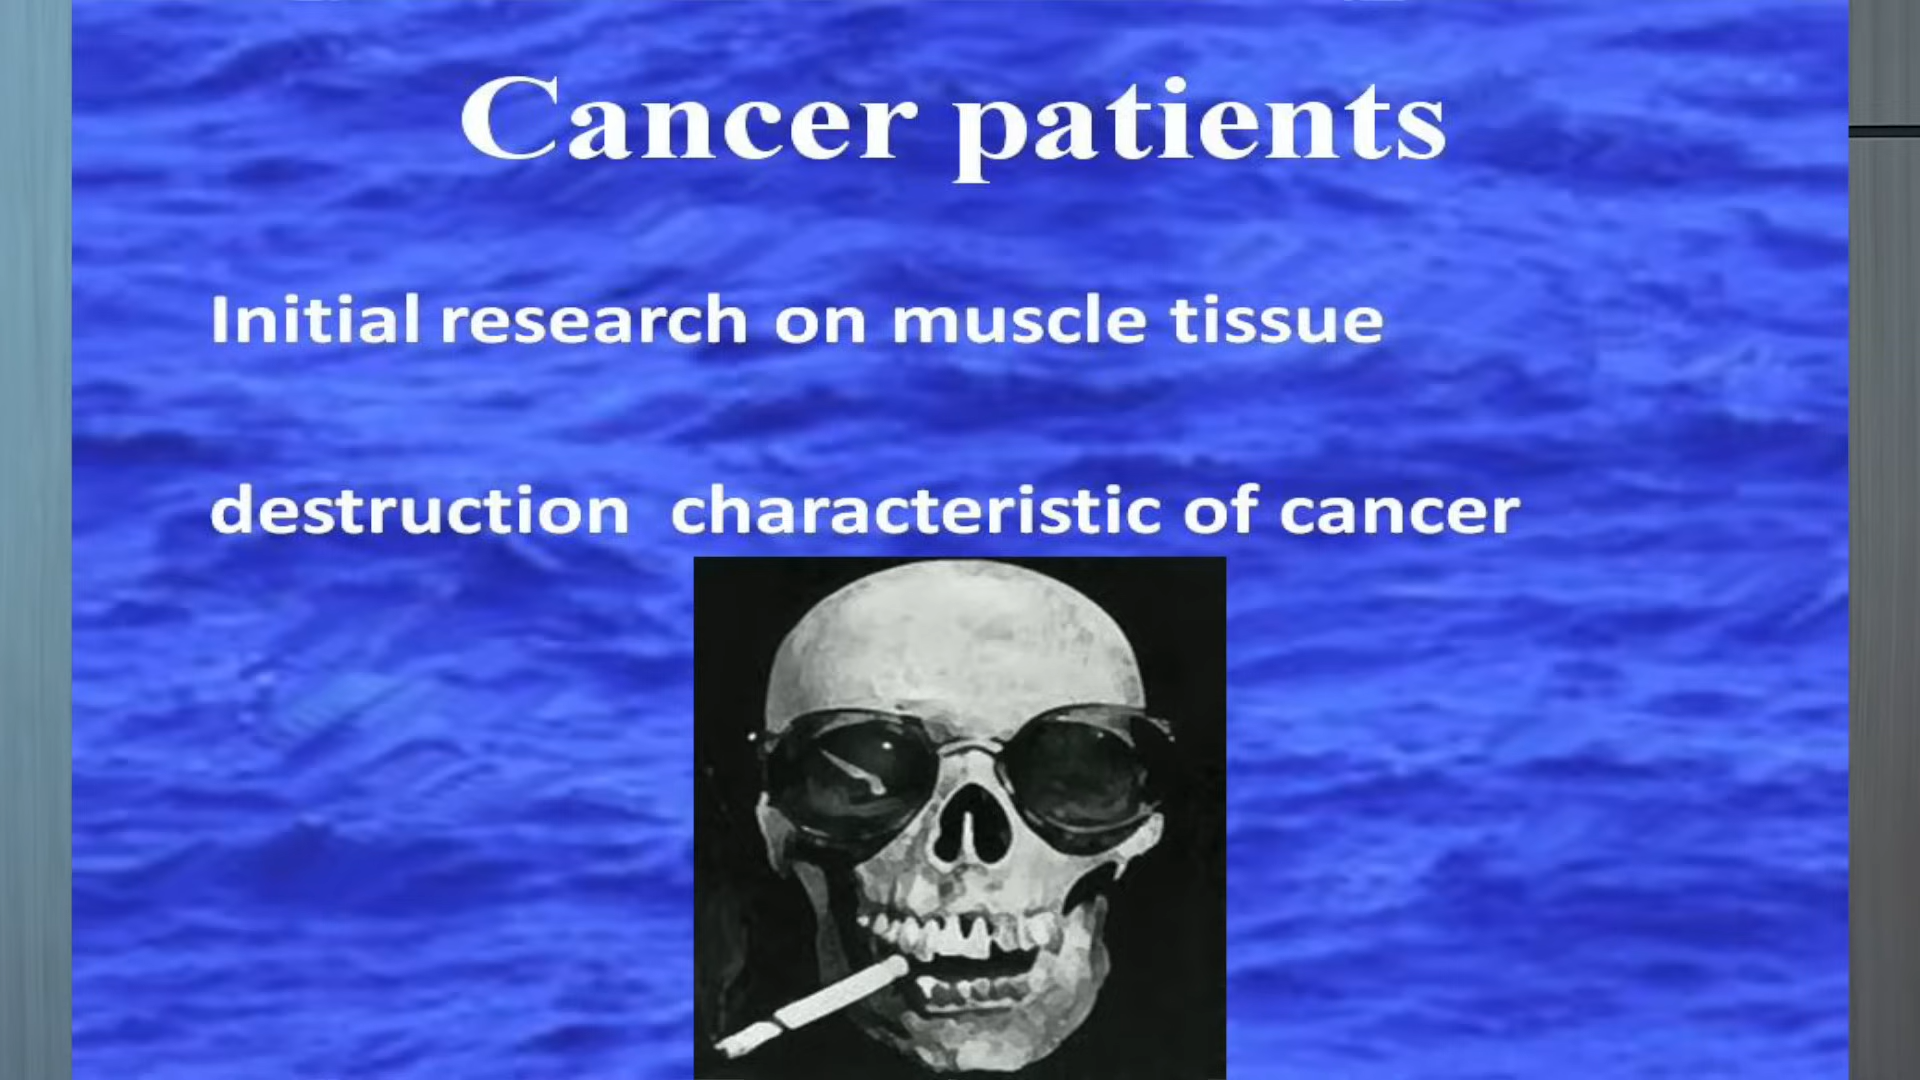 Cancer patients
Initial research on muscle tissue
destruction characteristic of cancer